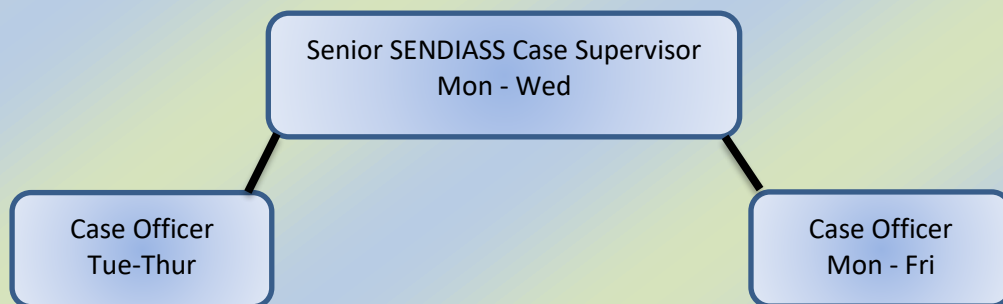 Senior SENDIASS Case Supervisor
Mon - Wed
Case Officer
Tue-Thur
Case Officer
Mon - Fri